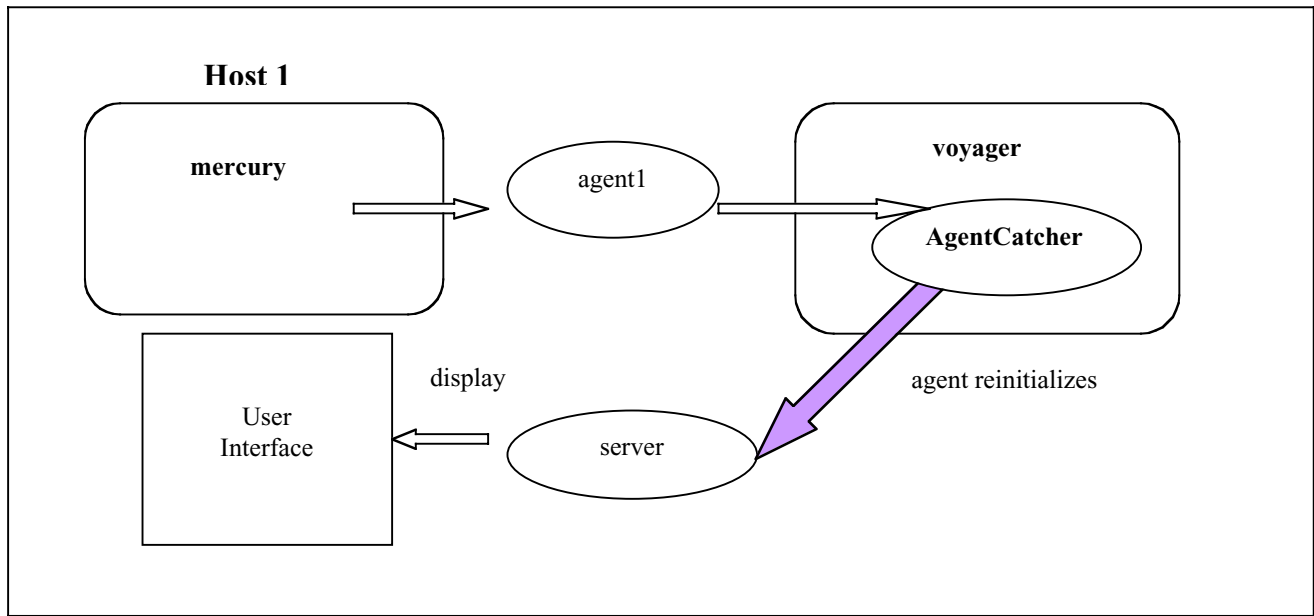 Host 1
mercury
agent1
voyager
AgentCatcher
display
agent reinitializes
User
Interface
server